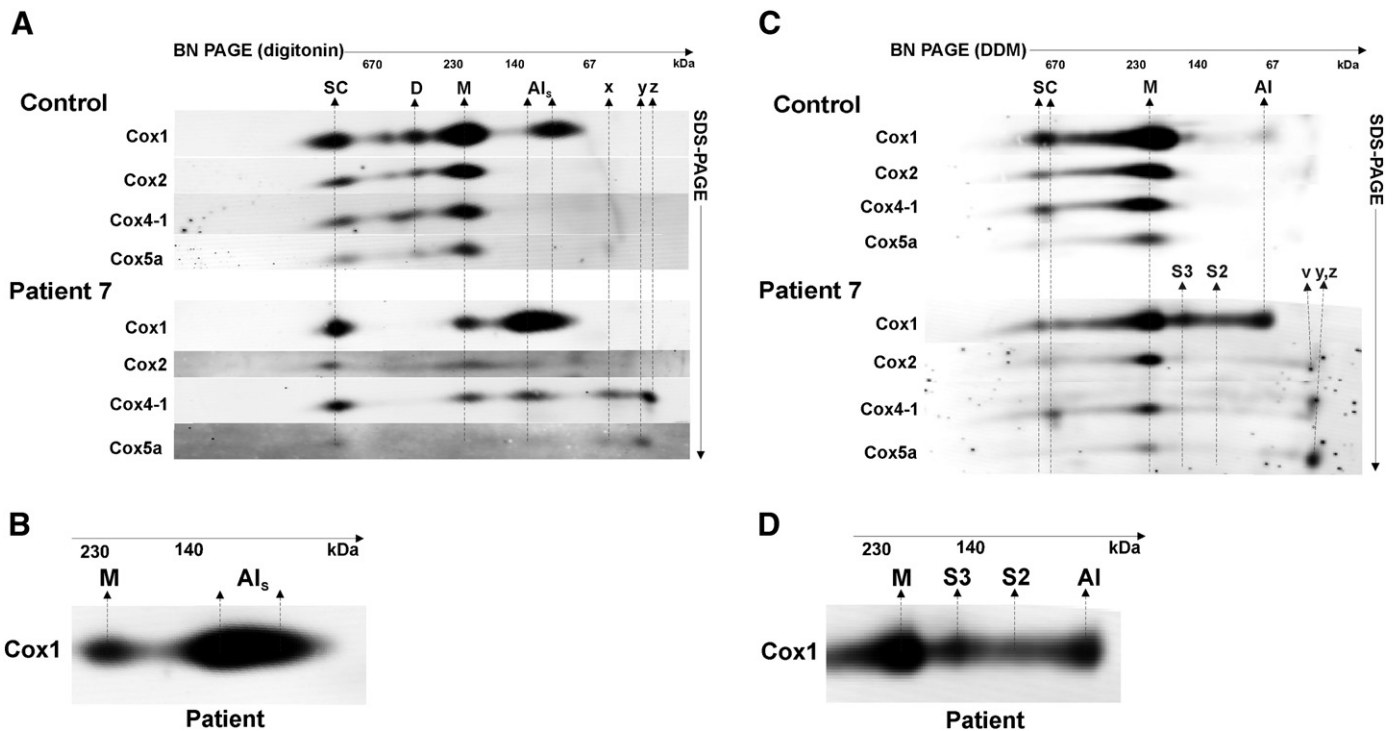 A
BN PAGE (digitonin)
670 230 140 67 kDa
SC D M AIs x y z
Control
Cox1
Cox2
Cox4-1
Cox5a
Patient 7
Cox1
Cox2
Cox4-1
Cox5a
SDS-PAGE
B
230 140 kDa
M AIs
Cox1
Patient
C
BN PAGE (DDM)
670 230 140 67 kDa
SC M AI
Control
Cox1
Cox2
Cox4-1
Cox5a
S3 S2 v y,z
Patient 7
Cox1
Cox2
Cox4-1
Cox5a
SDS-PAGE
D
230 140 kDa
M S3 S2 AI
Cox1
Patient